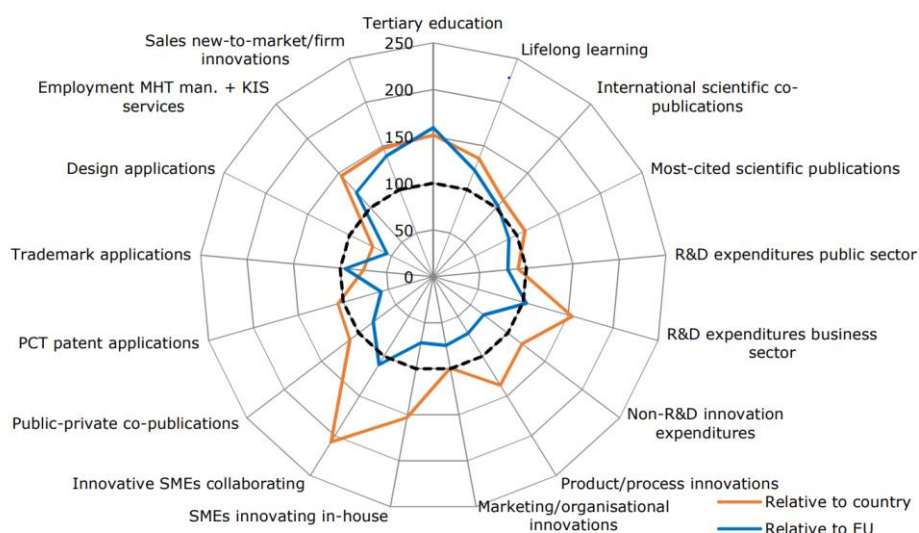 Tertiary education
Lifelong learning
International scientific co-
publications
Most-cited scientific publications
R&D expenditures public sector
R&D expenditures business
sector
Non-R&D innovation
expenditures
Product/process innovations
Marketing/organisational
innovations
SMEs innovating in-house
Innovative SMEs collaborating
Public-private co-publications
PCT patent applications
Trademark applications
Design applications
Employment MHT man. + KIS
services
Sales new-to-market/firm
innovations
250
200
150
100
50
0
Relative to country
Relative to EU